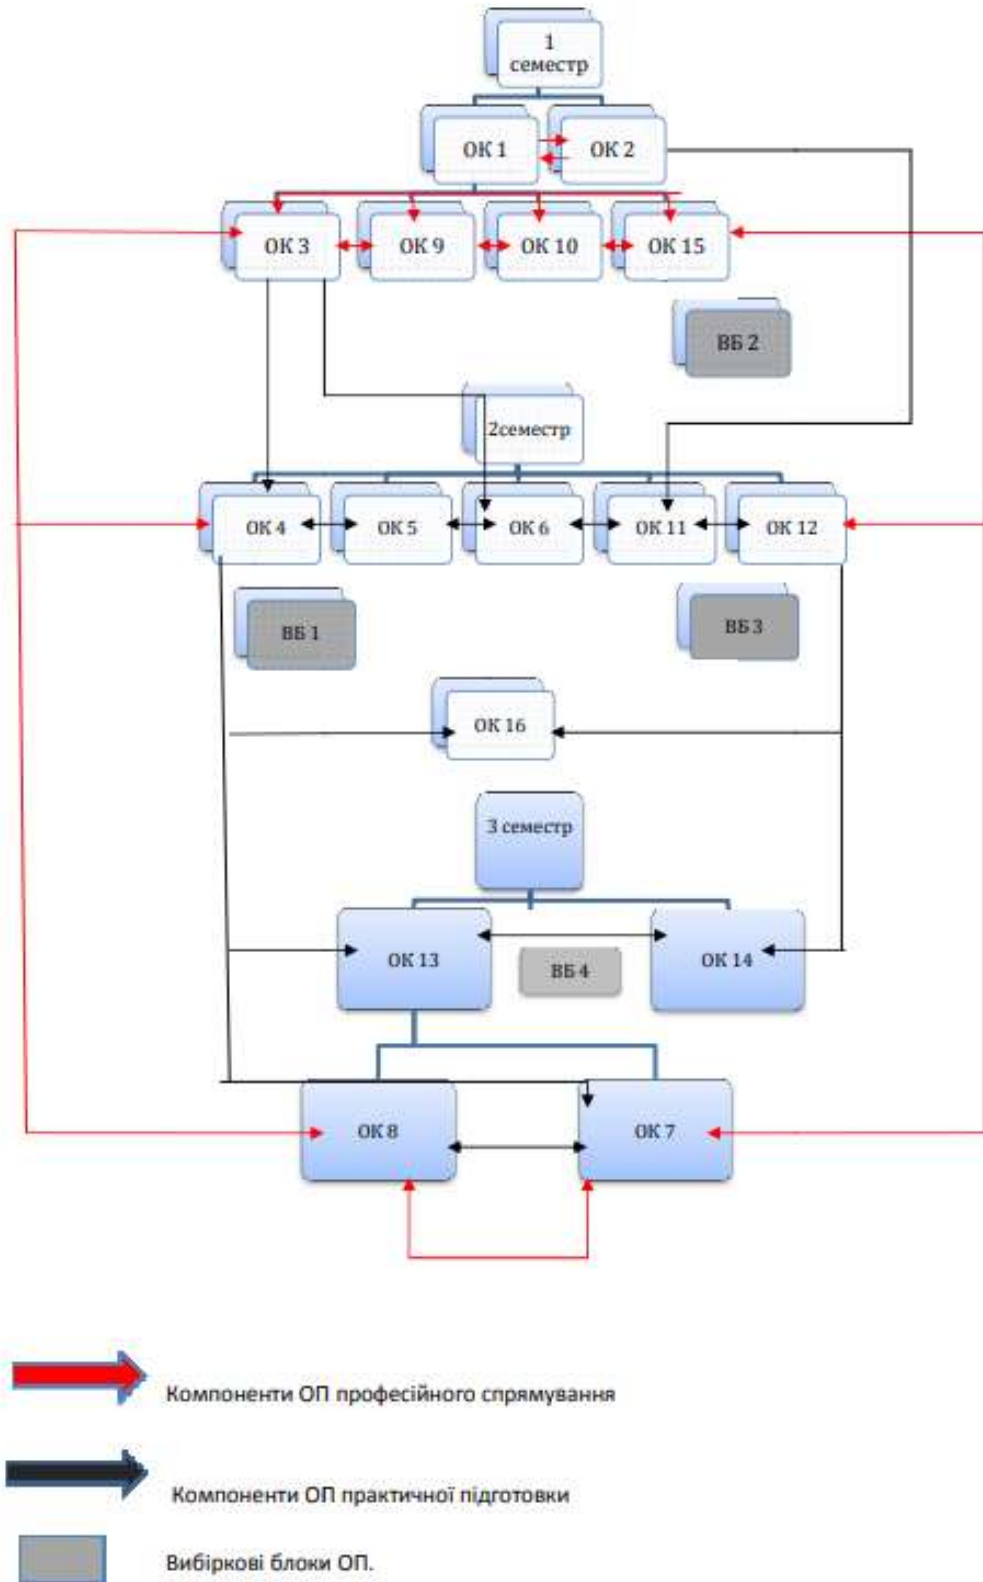 1
семестр
ОК 1
ОК 2
ОК 3
ОК 9
ОК 10
ОК 15
ВБ 2
2семестр
ОК 4
ОК 5
ОК 6
ОК 11
ОК 12
ВБ 1
ВБ 3
ОК 16
3 семестр
ОК 13
ВБ 4
ОК 14
ОК 8
ОК 7
Компоненти ОП професійного спрямування
Компоненти ОП практичної підготовки
Вибіркові блоки ОП.